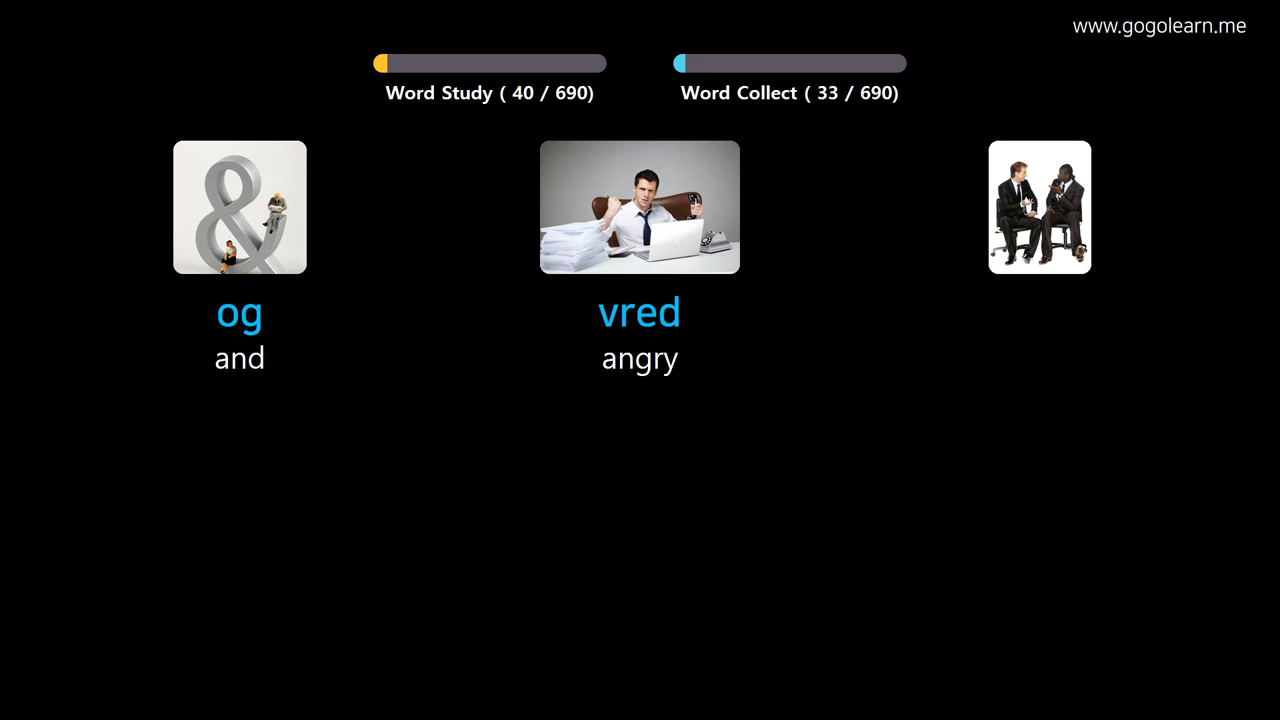 www.gogolearn.me
Word Study ( 40 / 690)
Word Collect ( 33 / 690)
&
og
and
vred
angry